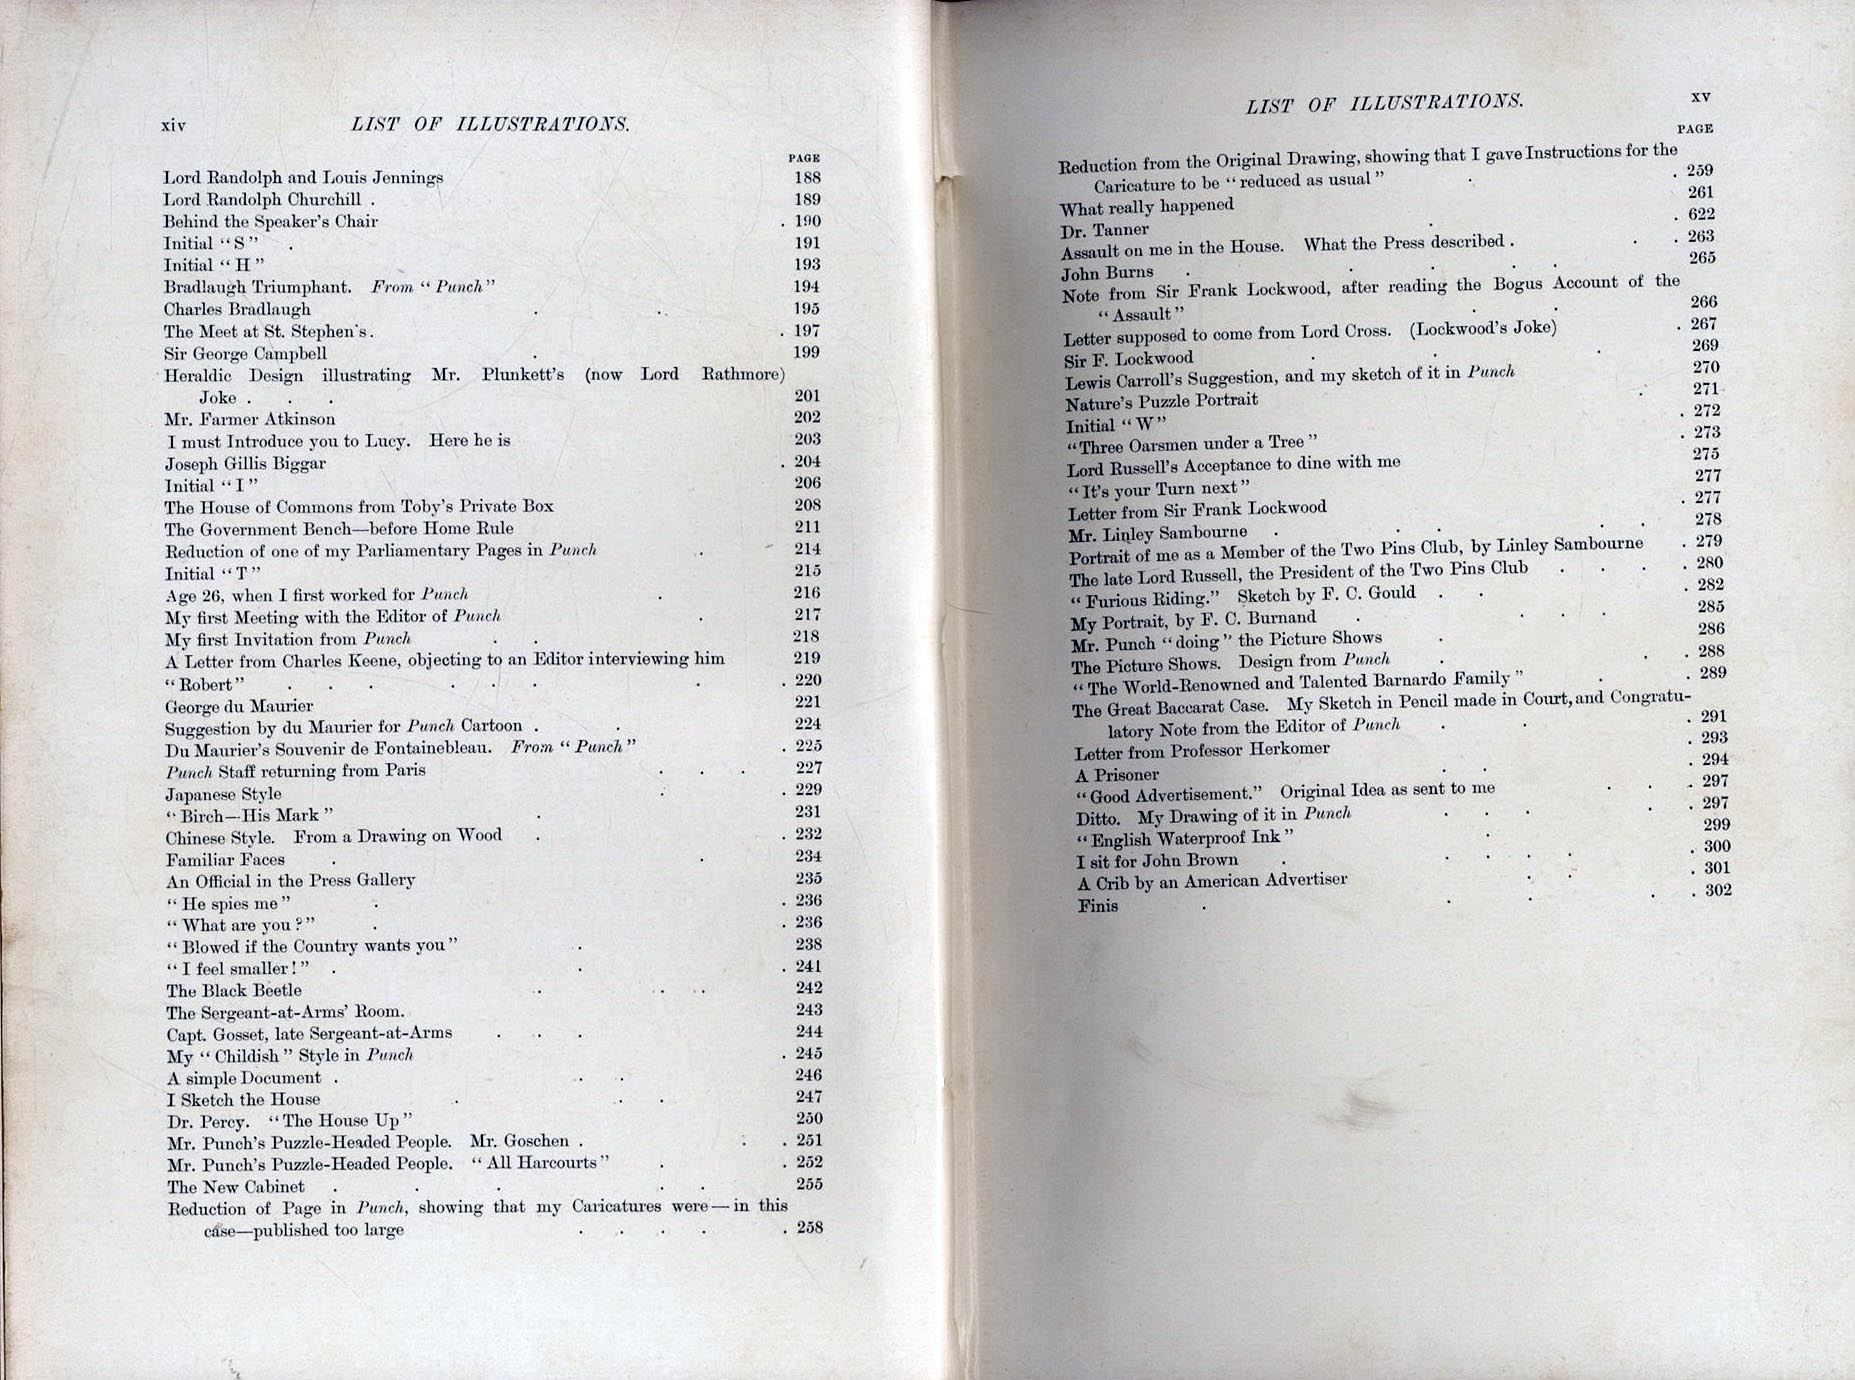 xiv LIST OF ILLUSTRATIONS.
PAGE
Lord Randolph and Louis Jennings 188
Lord Randolph Churchill . 189
Behind the Speaker's Chair . 190
Initial “S” . 191
Initial “H” 193
Bradlaugh Triumphant. From “Punch” 194
Charles Bradlaugh . . 195
The Meet at St. Stephen's . . 197
Sir George Campbell . 199
Heraldic Design illustrating Mr. Plunkett's (now Lord Rathmore)
Joke . . . 201
Mr. Farmer Atkinson 202
I must Introduce you to Lucy. Here he is 203
Joseph Gillis Biggar . 204
Initial “I” 206
The House of Commons from Toby's Private Box 208
The Government Bench—before Home Rule 211
Reduction of one of my Parliamentary Pages in Punch . 214
Initial “T” 215
Age 26, when I first worked for Punch . 216
My first Meeting with the Editor of Punch . 217
My first Invitation from Punch . . 218
A Letter from Charles Keene, objecting to an Editor interviewing him 219
“Robert” . . . . . . . . 220
George du Maurier 221
Suggestion by du Maurier for Punch Cartoon . . 224
Du Maurier's Souvenir de Fontainebleau. From “Punch” . 225
Punch Staff returning from Paris . . . 227
Japanese Style . . 229
“Birch—His Mark” . 231
Chinese Style. From a Drawing on Wood . . 232
Familiar Faces . . 234
An Official in the Press Gallery 235
“He spies me” . . 236
“What are you?” . . 236
“Blowed if the Country wants you” . 238
“I feel smaller!” . . . 241
The Black Beetle . . . 242
The Sergeant-at-Arms' Room. 243
Capt. Gosset, late Sergeant-at-Arms . . . 244
My “Childish” Style in Punch . 245
A simple Document . . . 246
I Sketch the House . . . 247
Dr. Percy. “The House Up” 250
Mr. Punch's Puzzle-Headed People. Mr. Goschen . . . 251
Mr. Punch's Puzzle-Headed People. “All Harcourts” . . 252
The New Cabinet . . . . . 255
Reduction of Page in Punch, showing that my Caricatures were—in this
case—published too large . . . . . 258
LIST OF ILLUSTRATIONS. xv
PAGE
Reduction from the Original Drawing, showing that I gave Instructions for the
Caricature to be “reduced as usual” . . 259
What really happened 261
Dr. Tanner . . 622
Assault on me in the House. What the Press described . . . 263
John Burns . . . . . 265
Note from Sir Frank Lockwood, after reading the Bogus Account of the
“Assault” . . 266
Letter supposed to come from Lord Cross. (Lockwood's Joke) . 267
Sir F. Lockwood . . . 269
Lewis Carroll's Suggestion, and my sketch of it in Punch 270
Nature's Puzzle Portrait . 271
Initial “W” . 272
“Three Oarsmen under a Tree” . 273
Lord Russell's Acceptance to dine with me 275
“It's your Turn next” 277
Letter from Sir Frank Lockwood . 277
Mr. Linley Sambourne . . . . . 278
Portrait of me as a Member of the Two Pins Club, by Linley Sambourne . 279
The late Lord Russell, the President of the Two Pins Club . . . . 280
“Furious Riding.” Sketch by F. C. Gould . . . 282
My Portrait, by F. C. Burnand . . . . 285
Mr. Punch “doing” the Picture Shows . 286
The Picture Shows. Design from Punch . . . 288
“The World-Renowned and Talented Barnardo Family” . . 289
The Great Baccarat Case. My Sketch in Pencil made in Court, and Congratu-
latory Note from the Editor of Punch . . . 291
Letter from Professor Herkomer . 293
A Prisoner . . . 294
“Good Advertisement.” Original Idea as sent to me . . . 297
Ditto. My Drawing of it in Punch . . . . . 297
“English Waterproof Ink” . 299
I sit for John Brown . . . . . . 300
A Crib by an American Advertiser . . . 301
Finis . . . . . 302